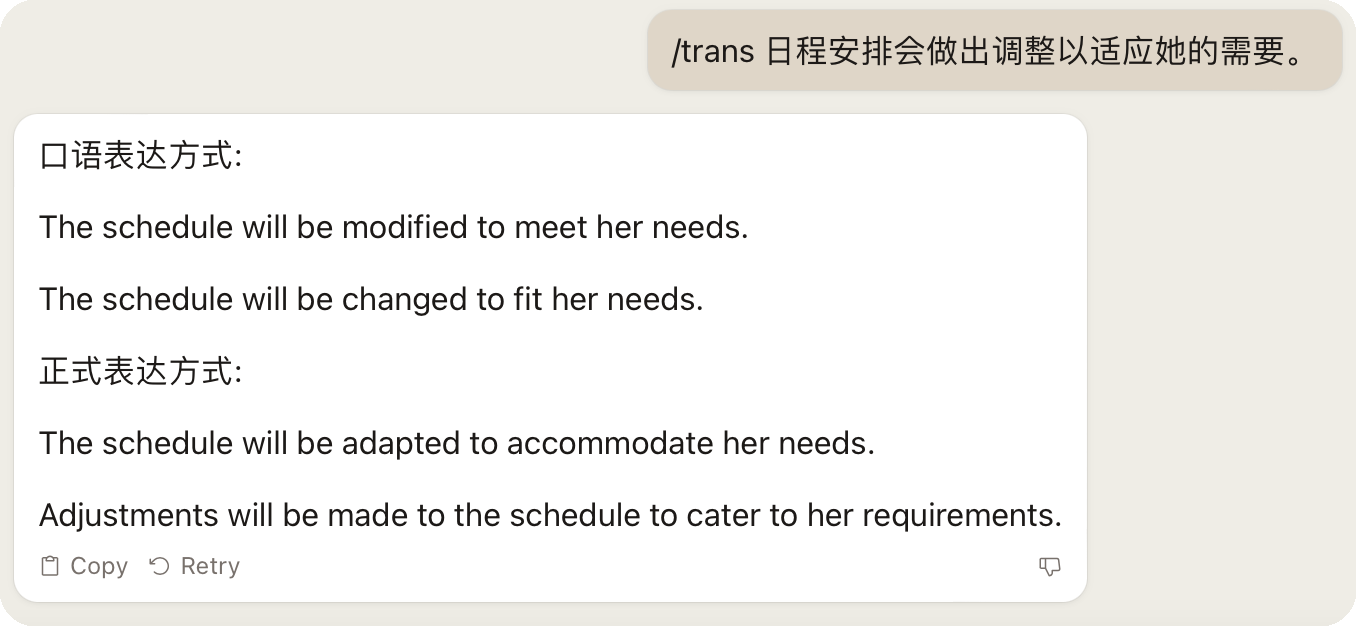 /trans 日程安排会做出调整以适应她的需要。
口语表达方式:
The schedule will be modified to meet her needs.
The schedule will be changed to fit her needs.
正式表达方式:
The schedule will be adapted to accommodate her needs.
Adjustments will be made to the schedule to cater to her requirements.
Copy Retry